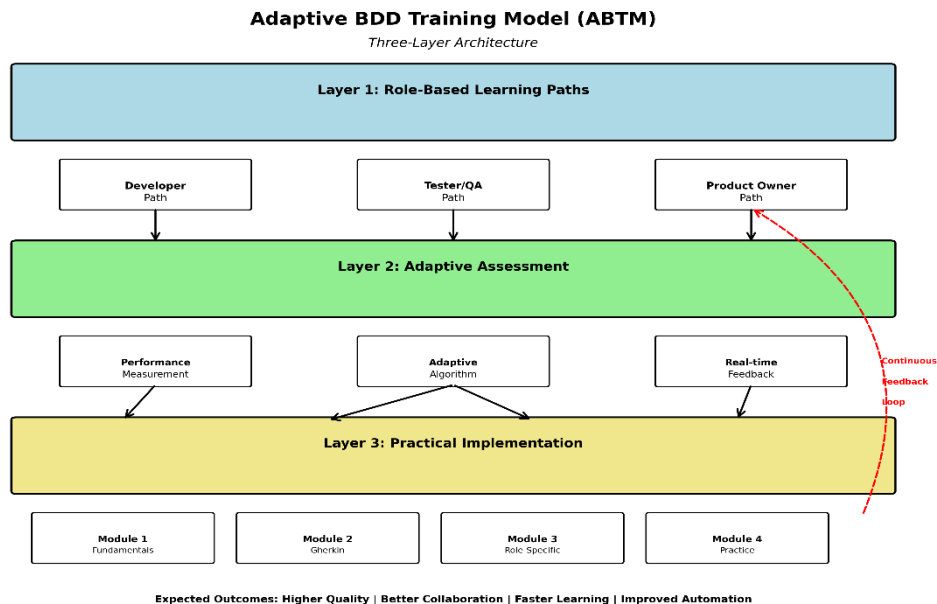 Adaptive BDD Training Model (ABTM)
Three-Layer Architecture
Layer 1: Role-Based Learning Paths
Developer
Path
Tester/QA
Path
Product Owner
Path
Layer 2: Adaptive Assessment
Performance
Measurement
Adaptive
Algorithm
Real-time
Feedback
Continuous
Feedback
Loop
Layer 3: Practical Implementation
Module 1
Fundamentals
Module 2
Gherkin
Module 3
Role-Specific
Module 4
Practice
Expected Outcomes: Higher Quality | Better Collaboration | Faster Learning | Improved Automation